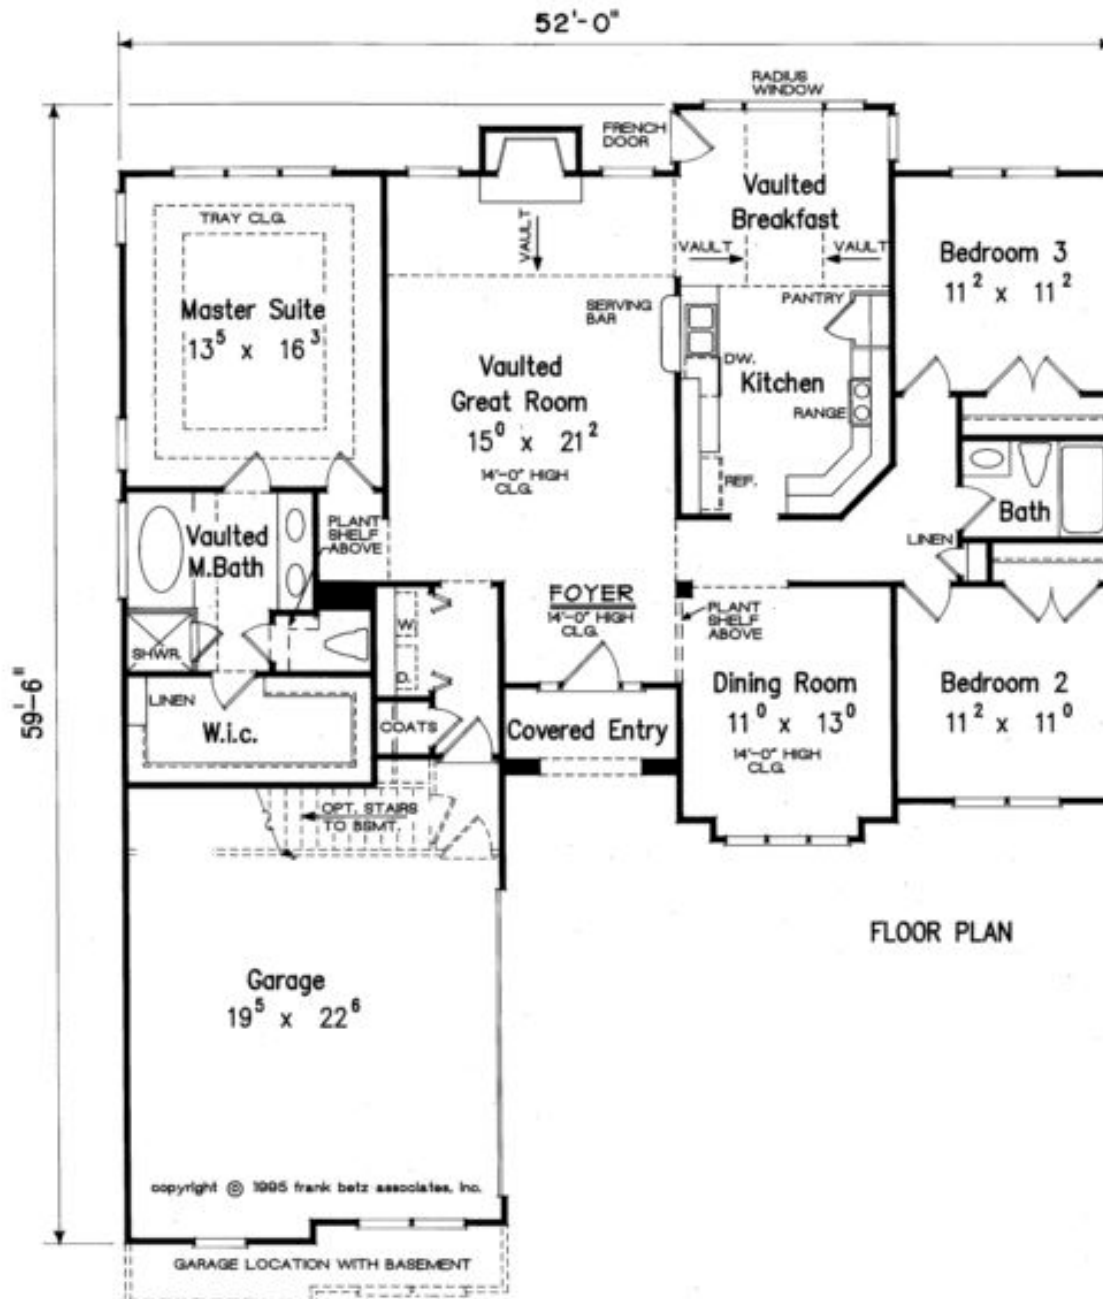 52'-0"
RADIUS
WINDOW
FRENCH
DOOR
Vaulted
Breakfast
VAULT
VAULT
VAULT
TRAY CLG.
Master Suite
13⁵ x 16³
Bedroom 3
11² x 11²
SERVING
BAR
PANTRY
DW.
Kitchen
RANGE
REF.
Vaulted
Great Room
15⁰ x 21²
14'-0" HIGH
CLG.
Bath
LINEN
Vaulted
M.Bath
PLANT
SHELF
ABOVE
SHWR.
W
D.
FOYER
14'-0" HIGH
CLG.
PLANT
SHELF
ABOVE
LINEN
W.i.c.
COATS
Covered Entry
Dining Room
11⁰ x 13⁰
14'-0" HIGH
CLG.
Bedroom 2
11² x 11⁰
59'-6"
OPT. STAIRS
TO BSMT.
FLOOR PLAN
Garage
19⁵ x 22⁶
copyright © 1995 frank betz associates, inc.
GARAGE LOCATION WITH BASEMENT